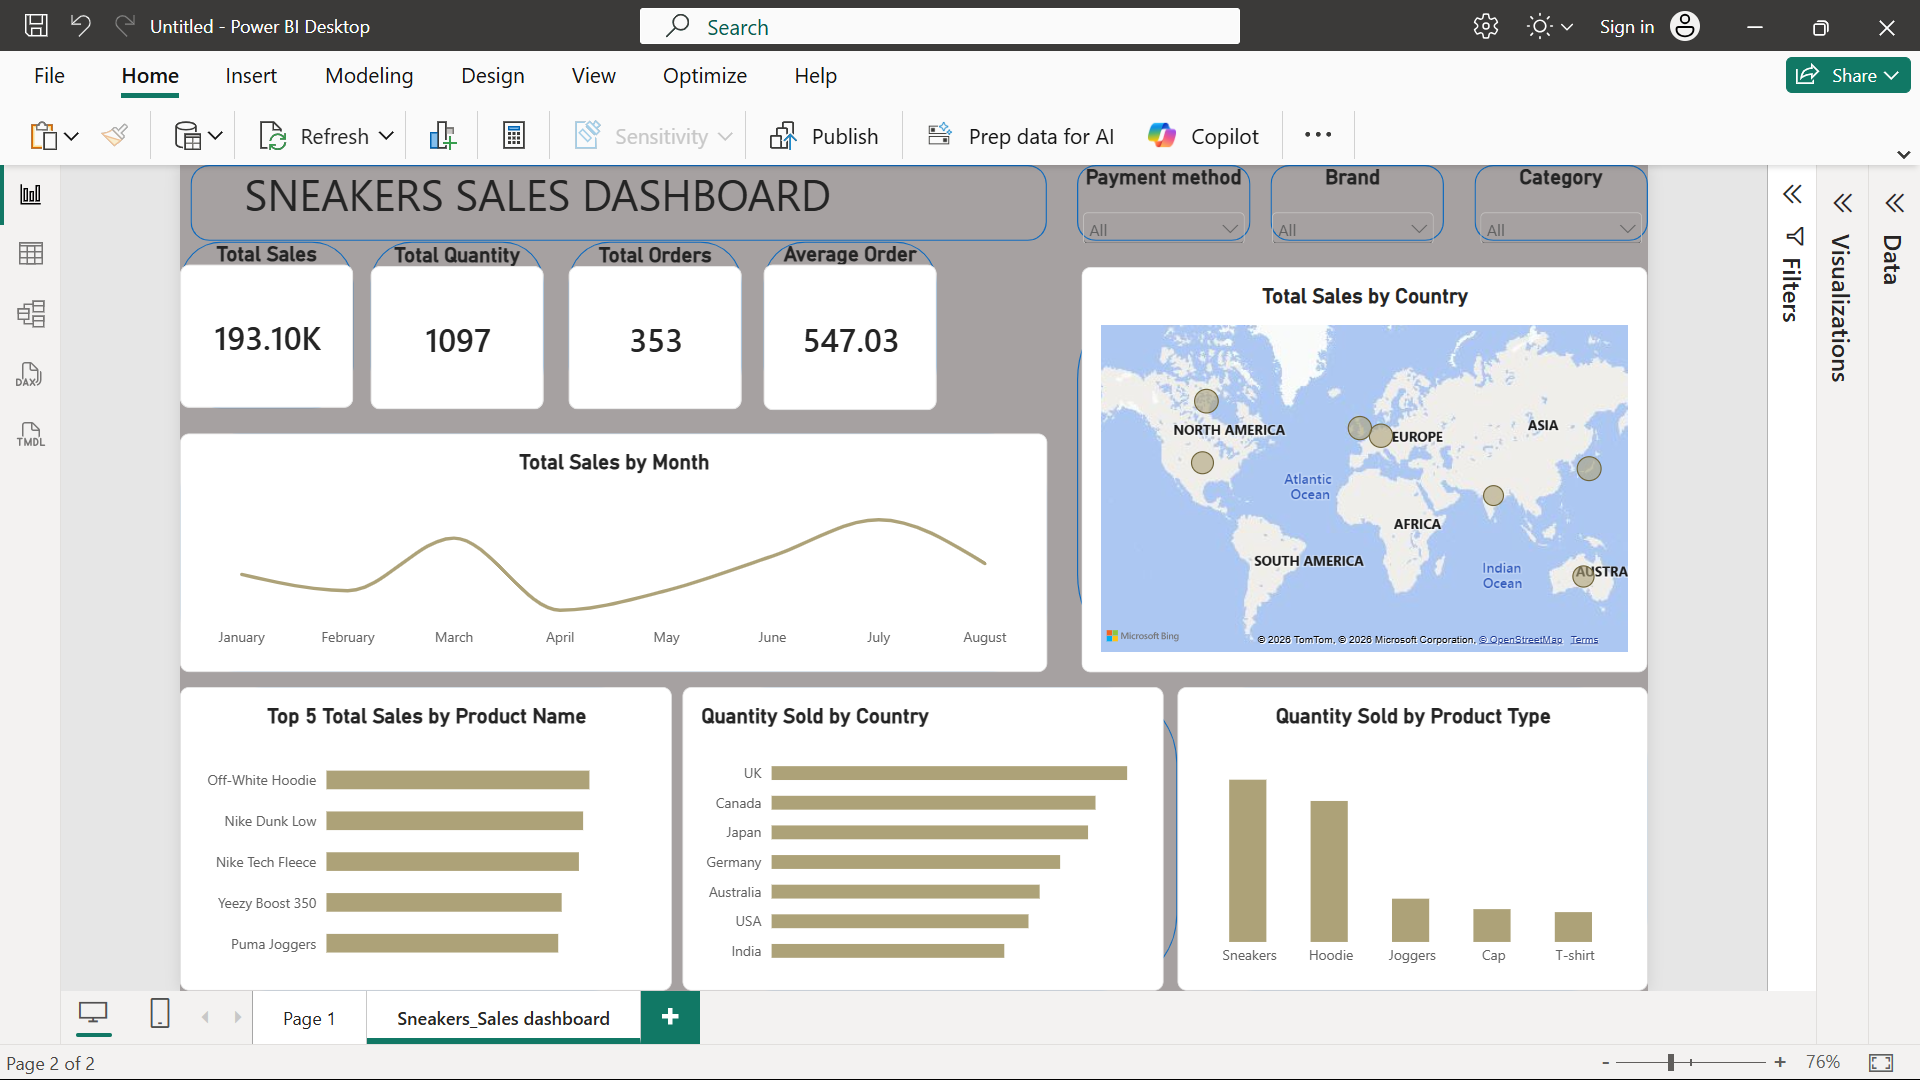 Untitled - Power BI Desktop
Search
Sign in
File Home Insert Modeling Design View Optimize Help
Share
Refresh
Sensitivity
Publish
Prep data for AI
Copilot
SNEAKERS SALES DASHBOARD
Payment method
All
Brand
All
Category
All
Total Sales
193.10K
Total Quantity
1097
Total Orders
353
Average Order
547.03
Total Sales by Country
NORTH AMERICA
EUROPE
ASIA
Atlantic
Ocean
AFRICA
SOUTH AMERICA
Indian
Ocean
AUSTRA
Microsoft Bing
© 2026 TomTom, © 2026 Microsoft Corporation, © OpenStreetMap Terms
Total Sales by Month
January February March April May June July August
Top 5 Total Sales by Product Name
Off-White Hoodie
Nike Dunk Low
Nike Tech Fleece
Yeezy Boost 350
Puma Joggers
Quantity Sold by Country
UK
Canada
Japan
Germany
Australia
USA
India
Quantity Sold by Product Type
Sneakers Hoodie Joggers Cap T-shirt
Filters
Visualizations
Data
DAX
TMDL
Page 1
Sneakers_Sales dashboard
Page 2 of 2
- + 76%